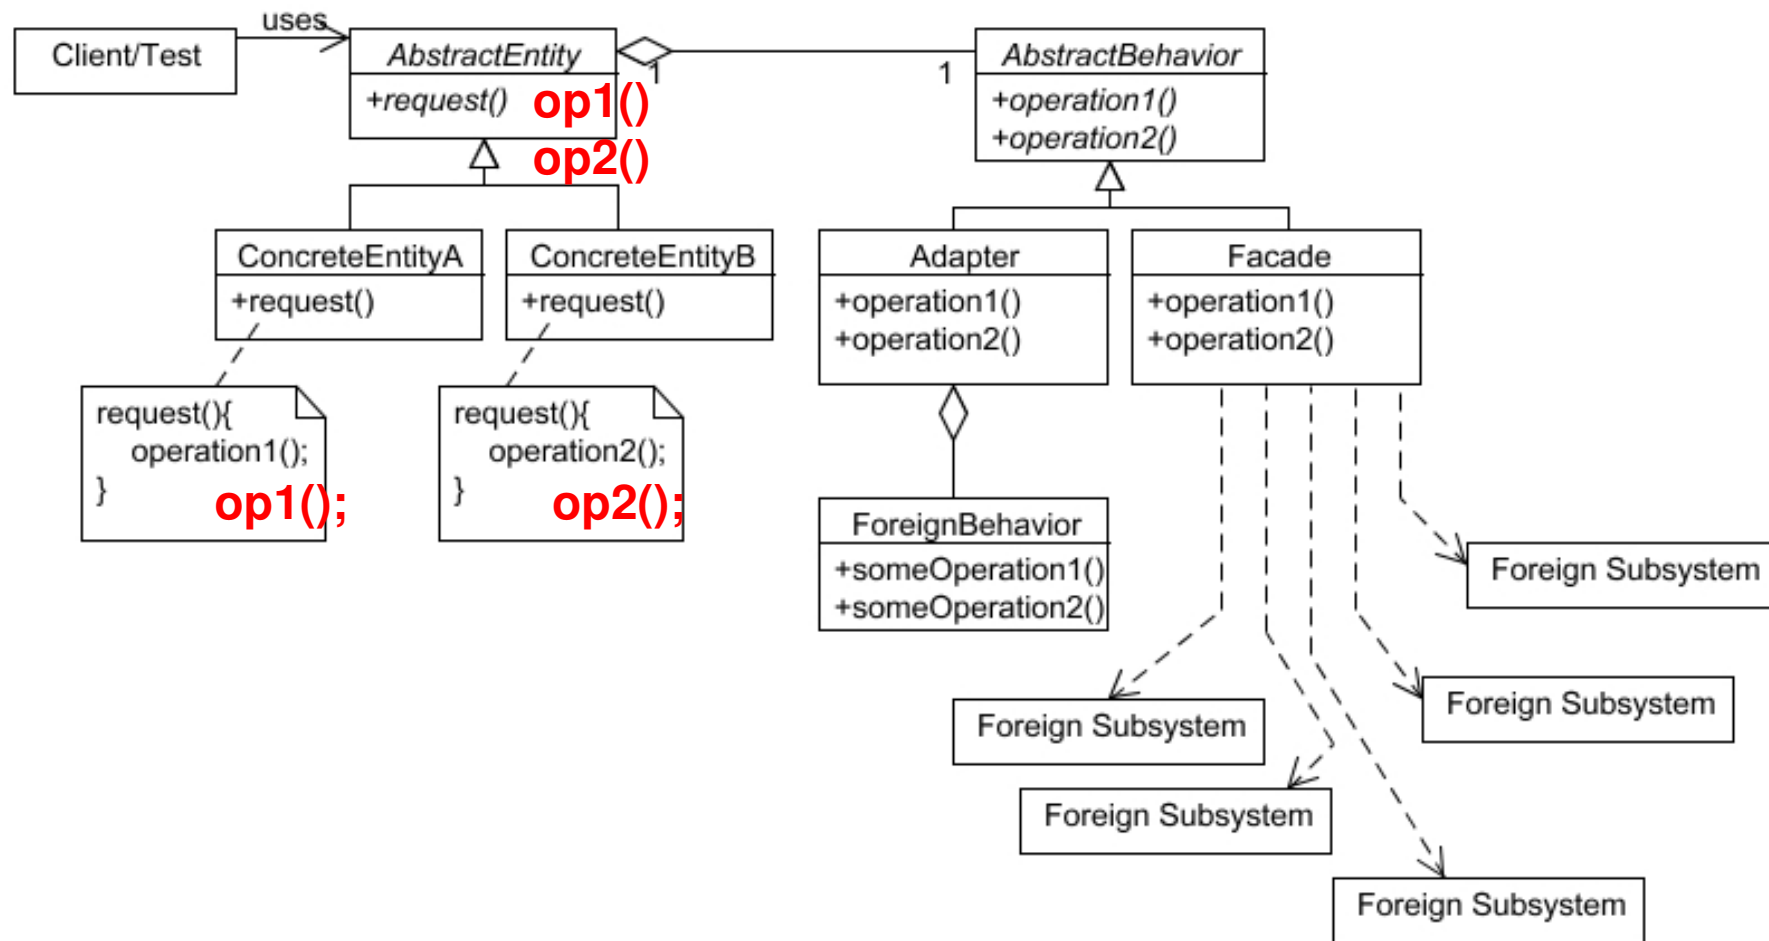 uses
Client/Test
AbstractEntity
+request()
op1()
op2()
1
1
AbstractBehavior
+operation1()
+operation2()
ConcreteEntityA
+request()
ConcreteEntityB
+request()
Adapter
+operation1()
+operation2()
Facade
+operation1()
+operation2()
request(){
operation1();
}
op1();
request(){
operation2();
}
op2();
ForeignBehavior
+someOperation1()
+someOperation2()
Foreign Subsystem
Foreign Subsystem
Foreign Subsystem
Foreign Subsystem
Foreign Subsystem